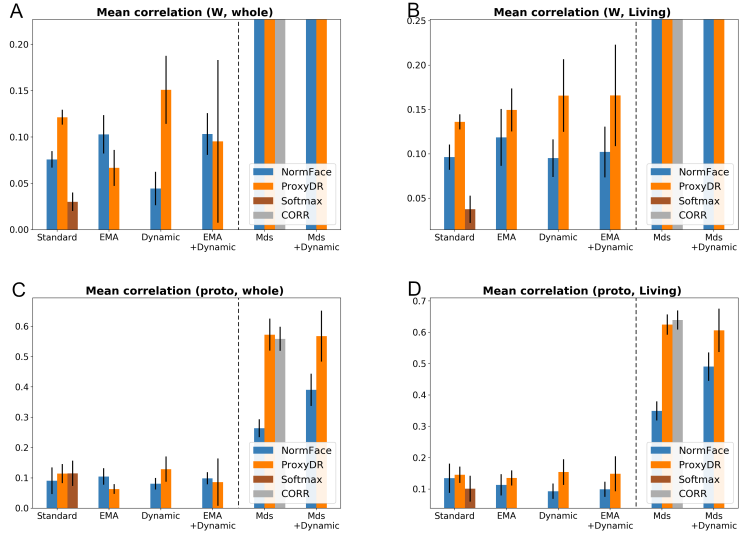 A
Mean correlation (W, whole)
0.20
0.15
0.10
0.05
0.00
NormFace
ProxyDR
Softmax
CORR
Standard
EMA
Dynamic
EMA
+Dynamic
Mds
Mds
+Dynamic
B
Mean correlation (W, Living)
0.25
0.20
0.15
0.10
0.05
NormFace
ProxyDR
Softmax
CORR
Standard
EMA
Dynamic
EMA
+Dynamic
Mds
Mds
+Dynamic
C
Mean correlation (proto, whole)
0.6
0.5
0.4
0.3
0.2
0.1
0.0
NormFace
ProxyDR
Softmax
CORR
Standard
EMA
Dynamic
EMA
+Dynamic
Mds
Mds
+Dynamic
D
Mean correlation (proto, Living)
0.7
0.6
0.5
0.4
0.3
0.2
0.1
NormFace
ProxyDR
Softmax
CORR
Standard
EMA
Dynamic
EMA
+Dynamic
Mds
Mds
+Dynamic